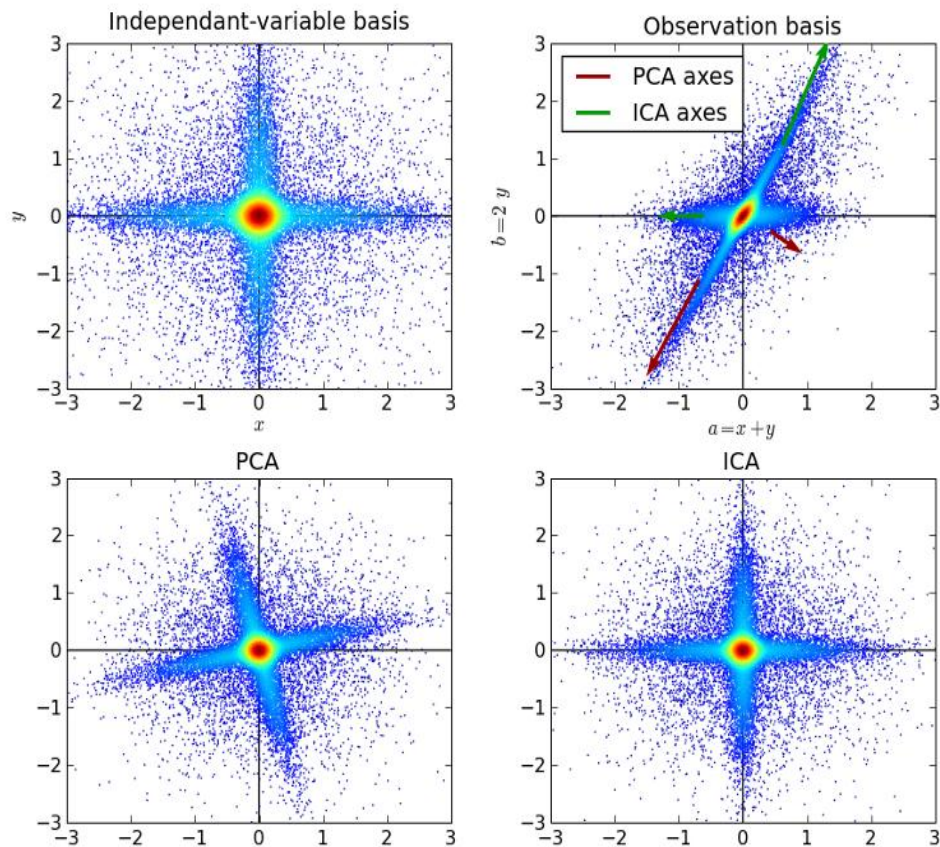 Independant-variable basis
3
2
1
0
−1
−2
−3
y
−3 −2 −1 0 1 2 3
x
Observation basis
PCA axes
ICA axes
3
2
1
0
−1
−2
−3
b=2 y
−3 −2 −1 0 1 2 3
a=x+y
PCA
3
2
1
0
−1
−2
−3
−3 −2 −1 0 1 2 3
ICA
3
2
1
0
−1
−2
−3
−3 −2 −1 0 1 2 3